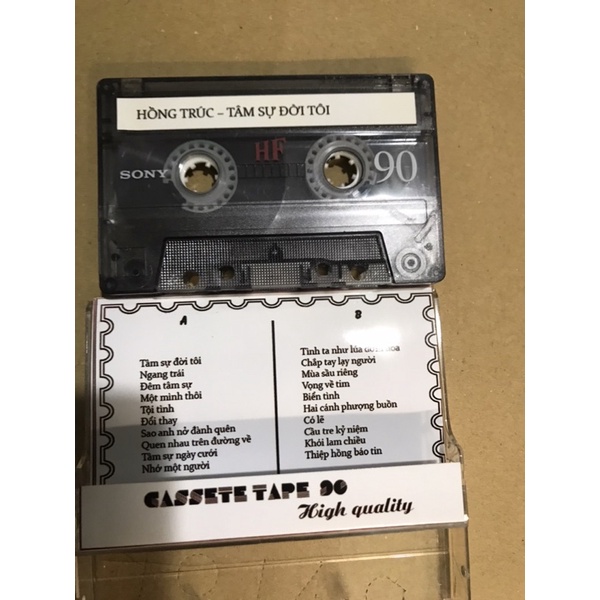 HỒNG TRÚC – TÂM SỰ ĐỜI TÔI
HF
SONY
90
A
Tâm sự đời tôi
Ngang trái
Đêm tâm sự
Một mình thôi
Tội tình
Đổi thay
Sao anh nở đành quên
Quen nhau trên đường về
Tâm sự ngày cưới
Nhớ một người
B
Tình ta như lúa
Chắp tay lạy người
Mùa sầu riêng
Vọng về tim
Biển tình
Hai cánh phượng buồn
Có lẽ
Cầu tre kỷ niệm
Khói lam chiều
Thiệp hồng báo tin
CASSETE TAPE 90
High quality